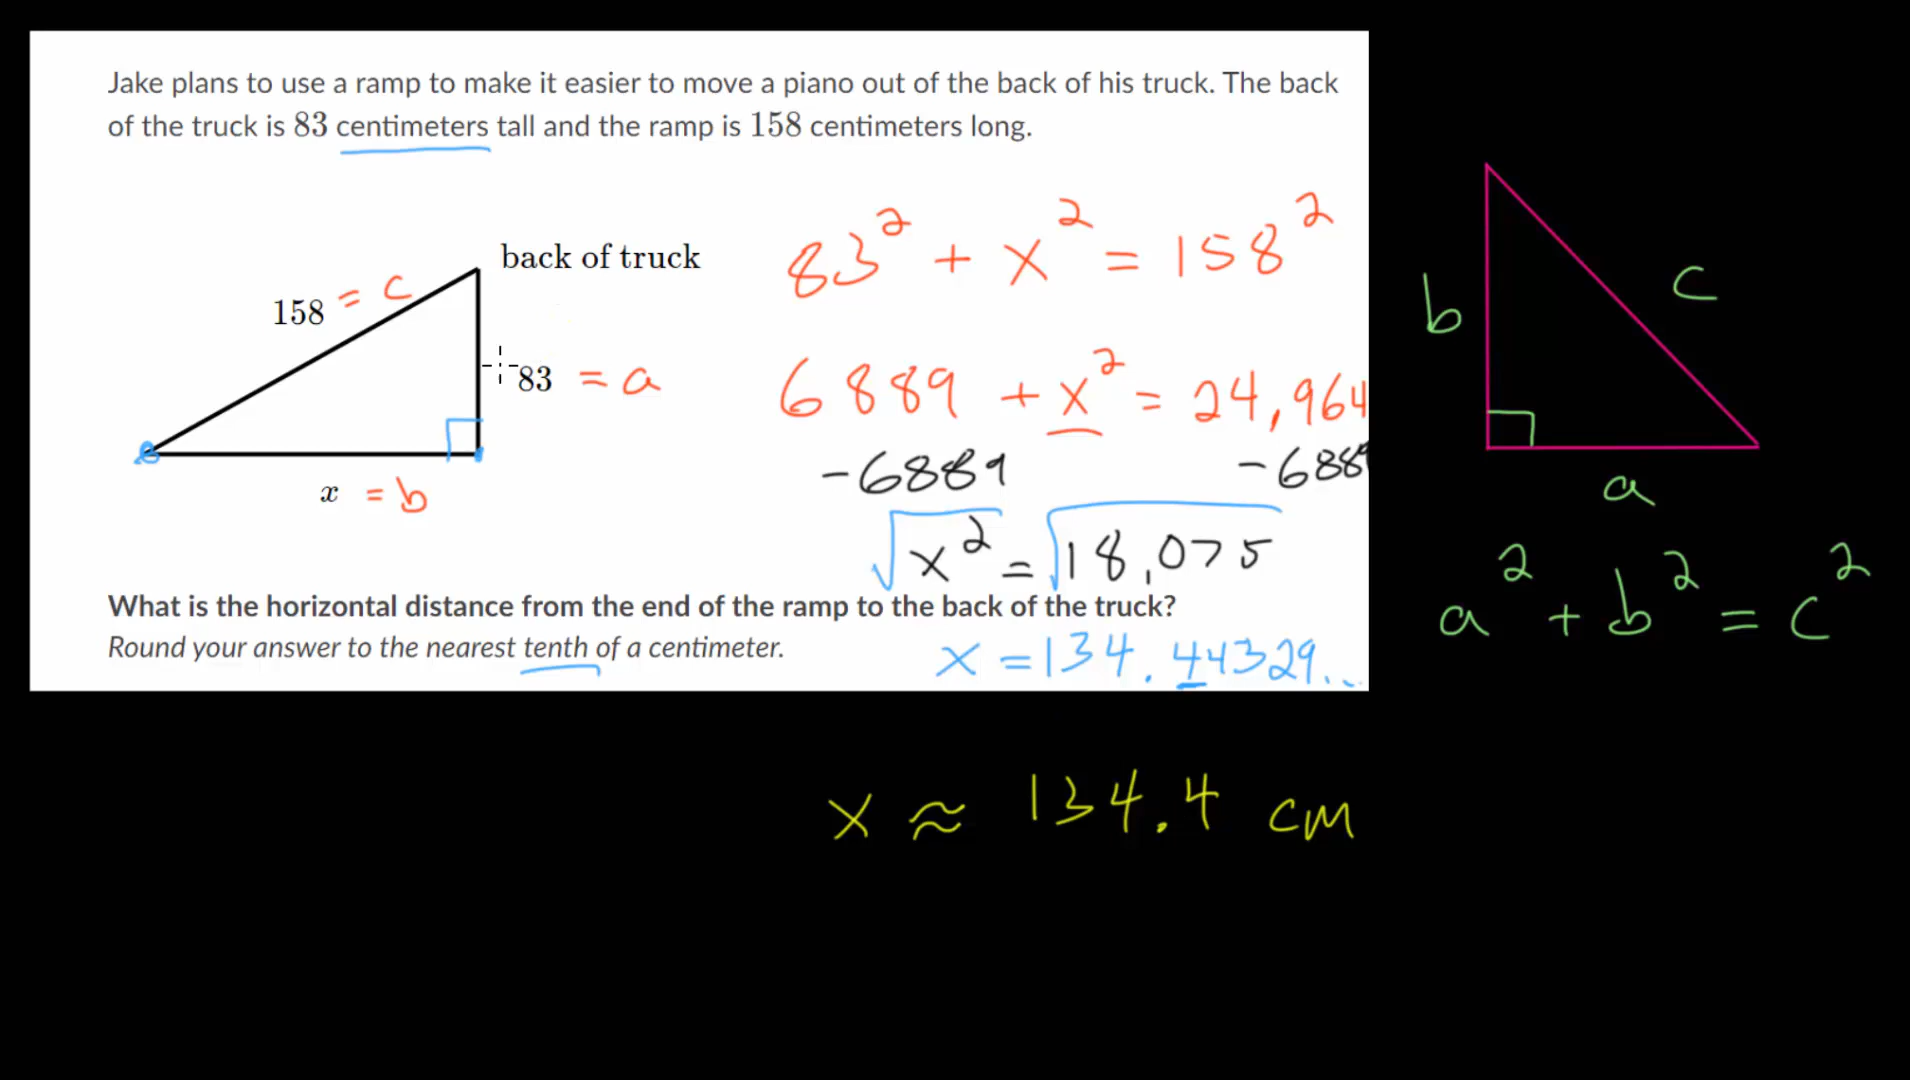 Jake plans to use a ramp to make it easier to move a piano out of the back of his truck. The back
of the truck is 83 centimeters tall and the ramp is 158 centimeters long.
83² + x² = 158²
back of truck
158 = c
83 = a
6889 + x² = 24,964
-6889 -6889
x = b
√x² = √18,075
What is the horizontal distance from the end of the ramp to the back of the truck?
Round your answer to the nearest tenth of a centimeter.
x = 134.44329...
x ≈ 134.4 cm
b
c
a
a² + b² = c²